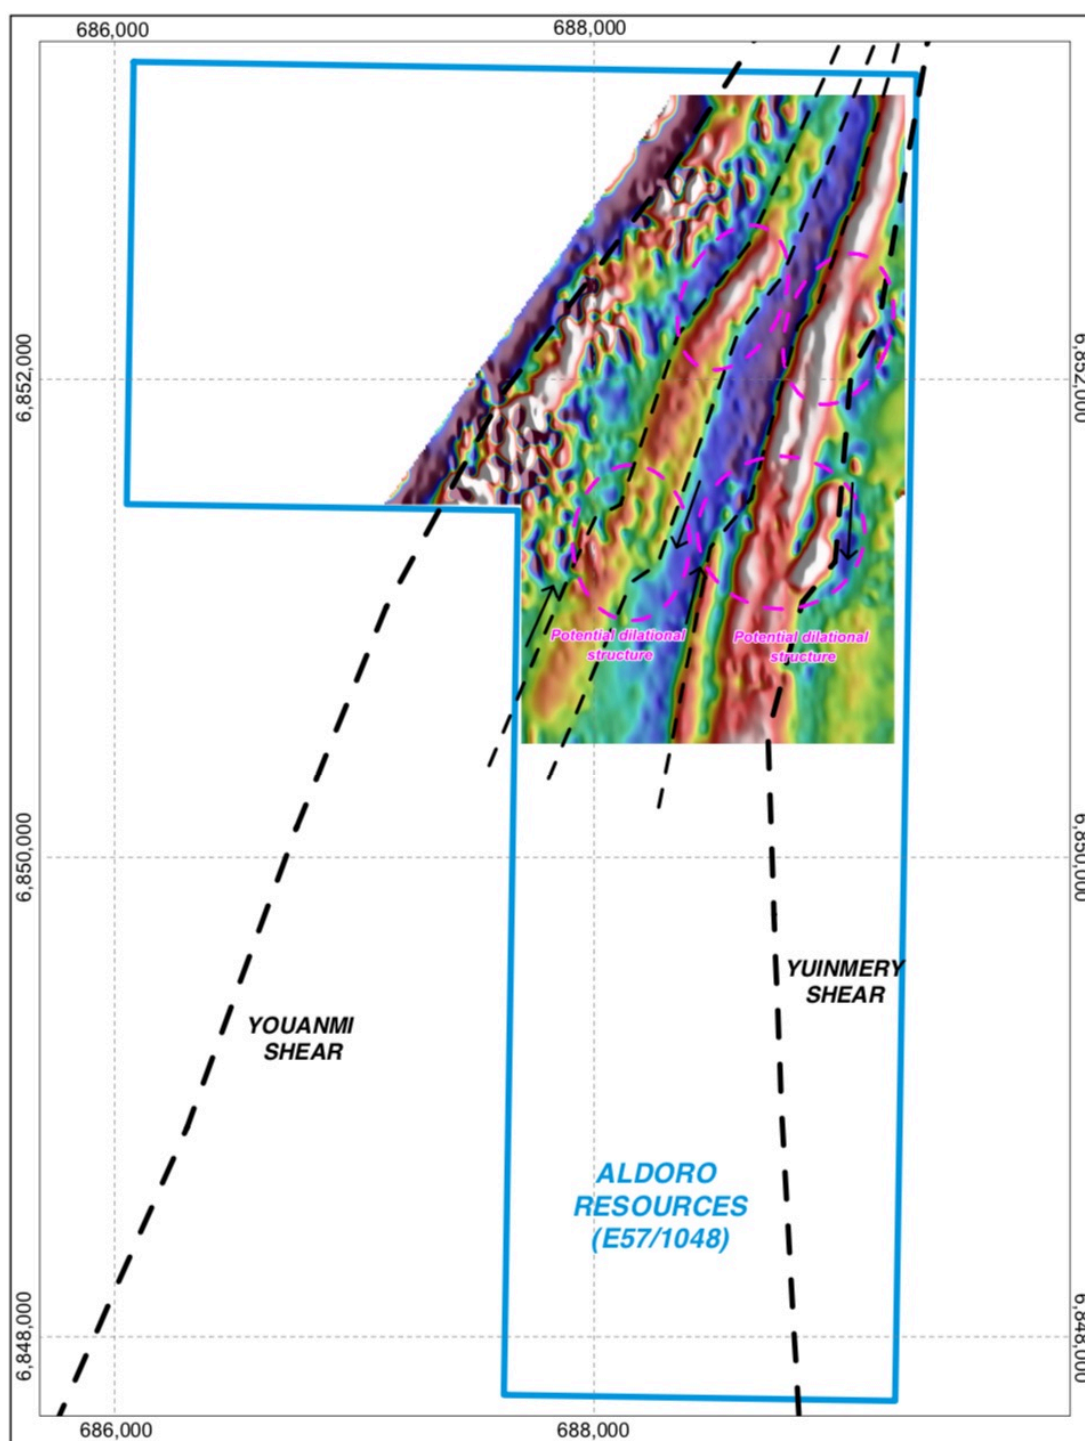 686,000
688,000
6,852,000
6,852,000
Potential dilational
structure
Potential dilational
structure
6,850,000
6,850,000
YUINMERY
SHEAR
YOUANMI
SHEAR
ALDORO
RESOURCES
(E57/1048)
6,848,000
6,848,000
686,000
688,000